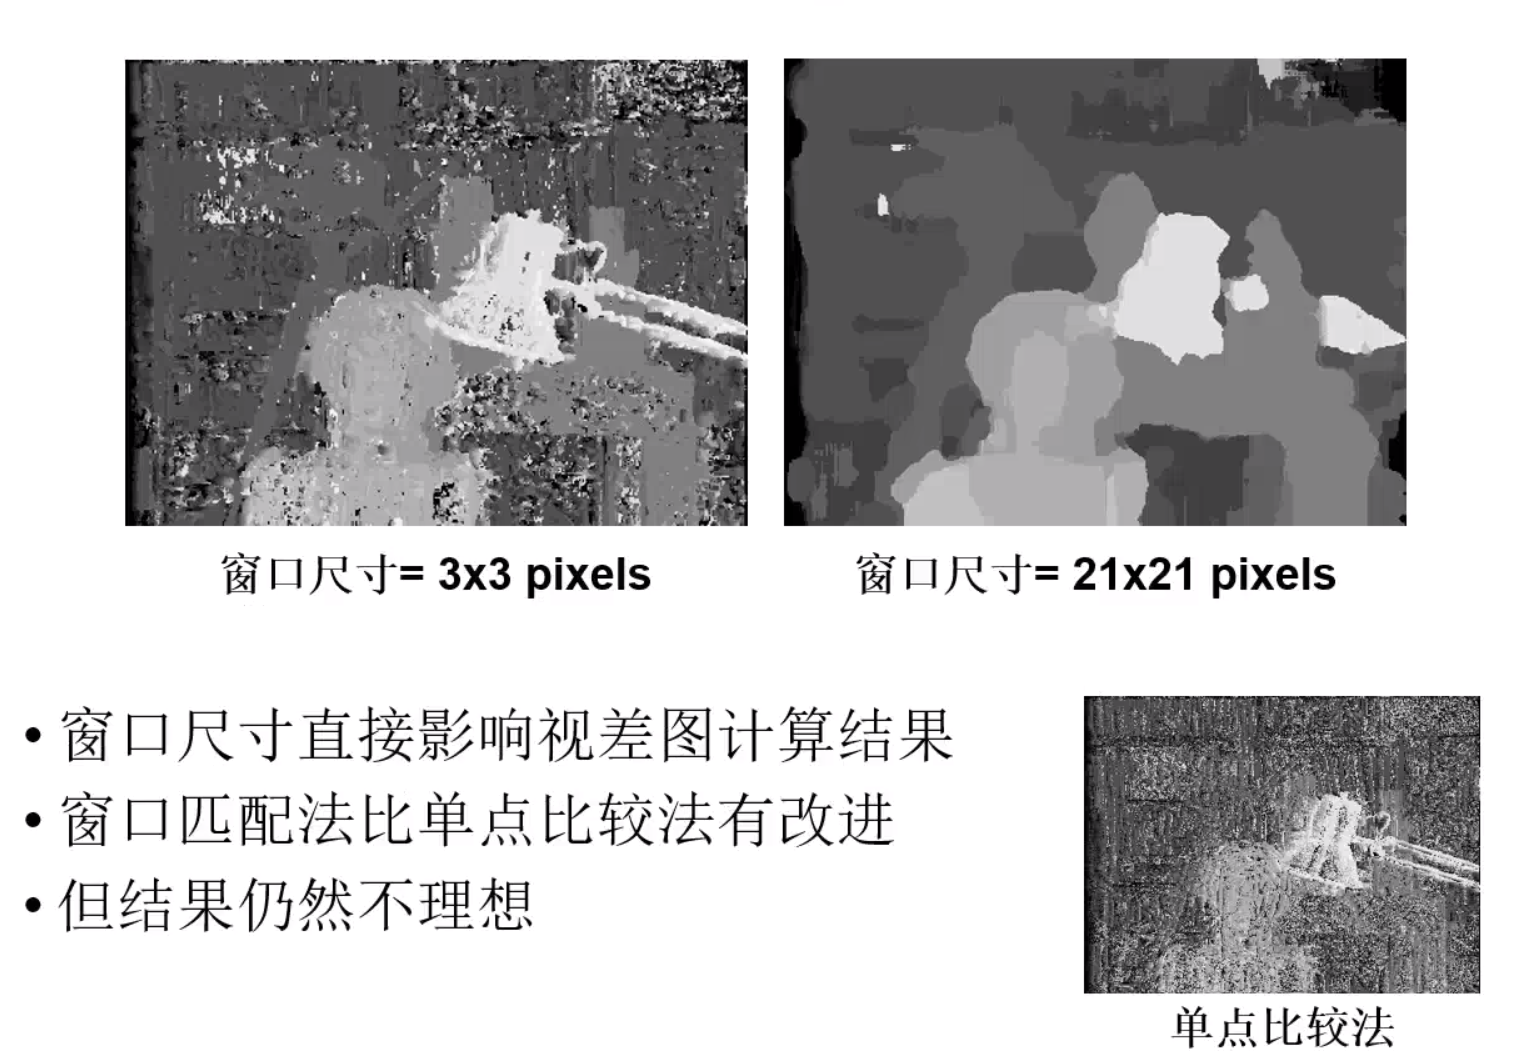 窗口尺寸= 3x3 pixels
窗口尺寸= 21x21 pixels
• 窗口尺寸直接影响视差图计算结果
• 窗口匹配法比单点比较法有改进
• 但结果仍然不理想
单点比较法